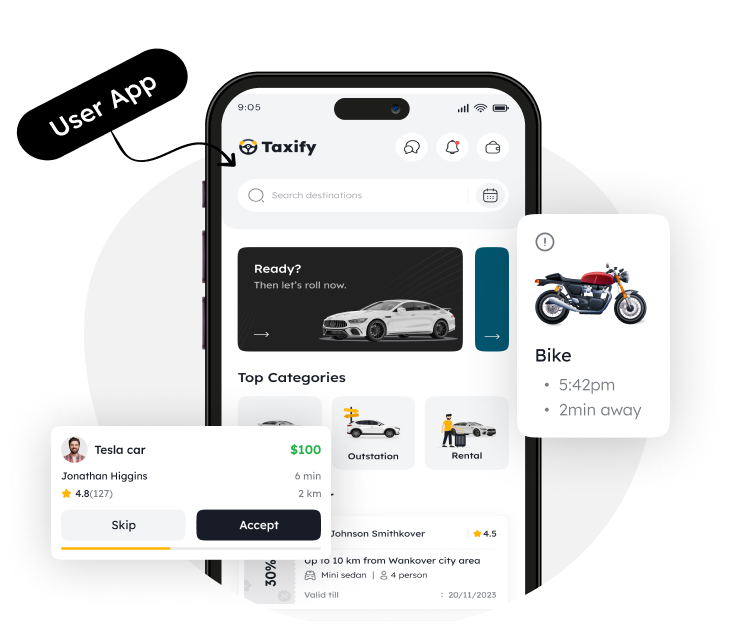 User App
9:05
Taxify
Search destinations
Ready?
Then let's roll now.
Bike
• 5:42pm
• 2min away
Top Categories
Outstation
Rental
Tesla car
$100
Jonathan Higgins
6 min
4.8(127)
2 km
Skip
Accept
Johnson Smithkover
4.5
30%
Up to 10 km from Wankover city area
Mini sedan | 4 person
Valid till : 20/11/2023